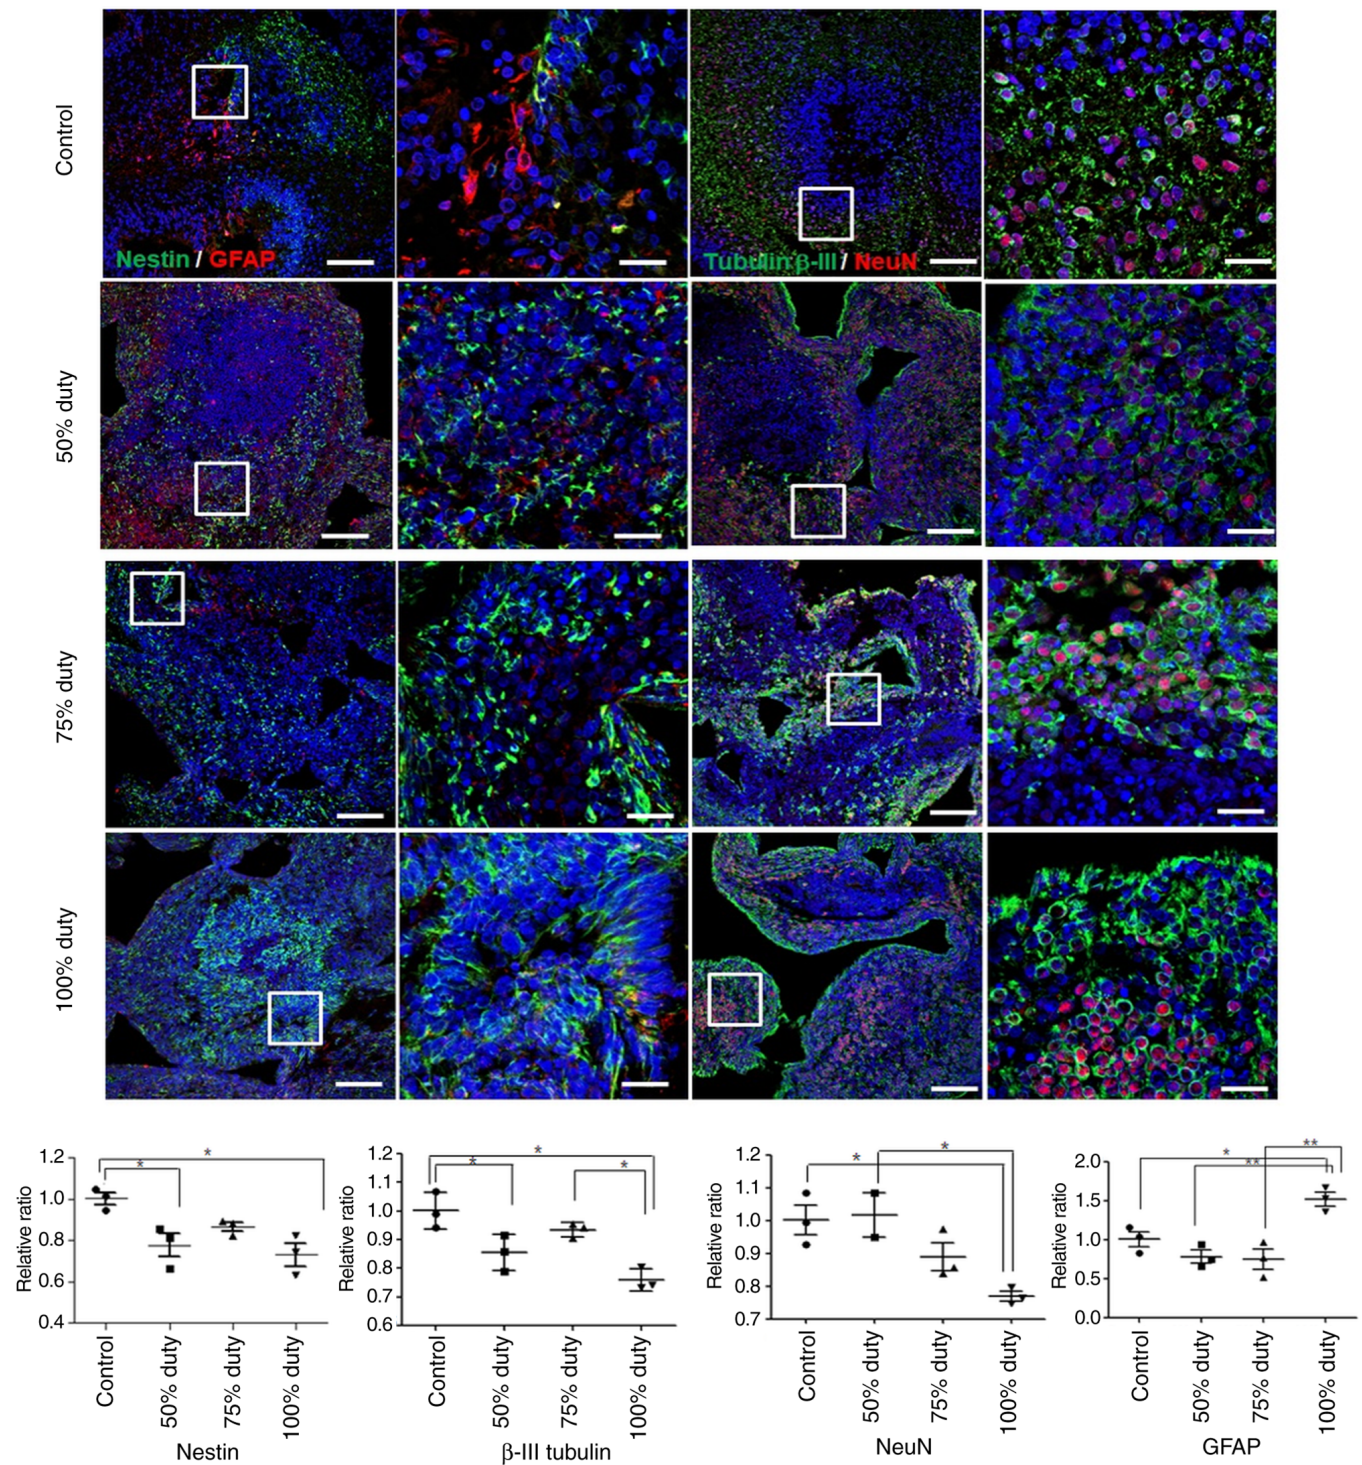 Control
Nestin / GFAP
Tubulin β-III / NeuN
50% duty
75% duty
100% duty
1.2
1.0
0.8
0.6
0.4
Relative ratio
*
*
Control
50% duty
75% duty
100% duty
Nestin
1.2
1.1
1.0
0.9
0.8
0.7
0.6
Relative ratio
*
*
*
Control
50% duty
75% duty
100% duty
β-III tubulin
1.2
1.1
1.0
0.9
0.8
0.7
Relative ratio
*
*
Control
50% duty
75% duty
100% duty
NeuN
2.0
1.5
1.0
0.5
0.0
Relative ratio
*
**
**
Control
50% duty
75% duty
100% duty
GFAP